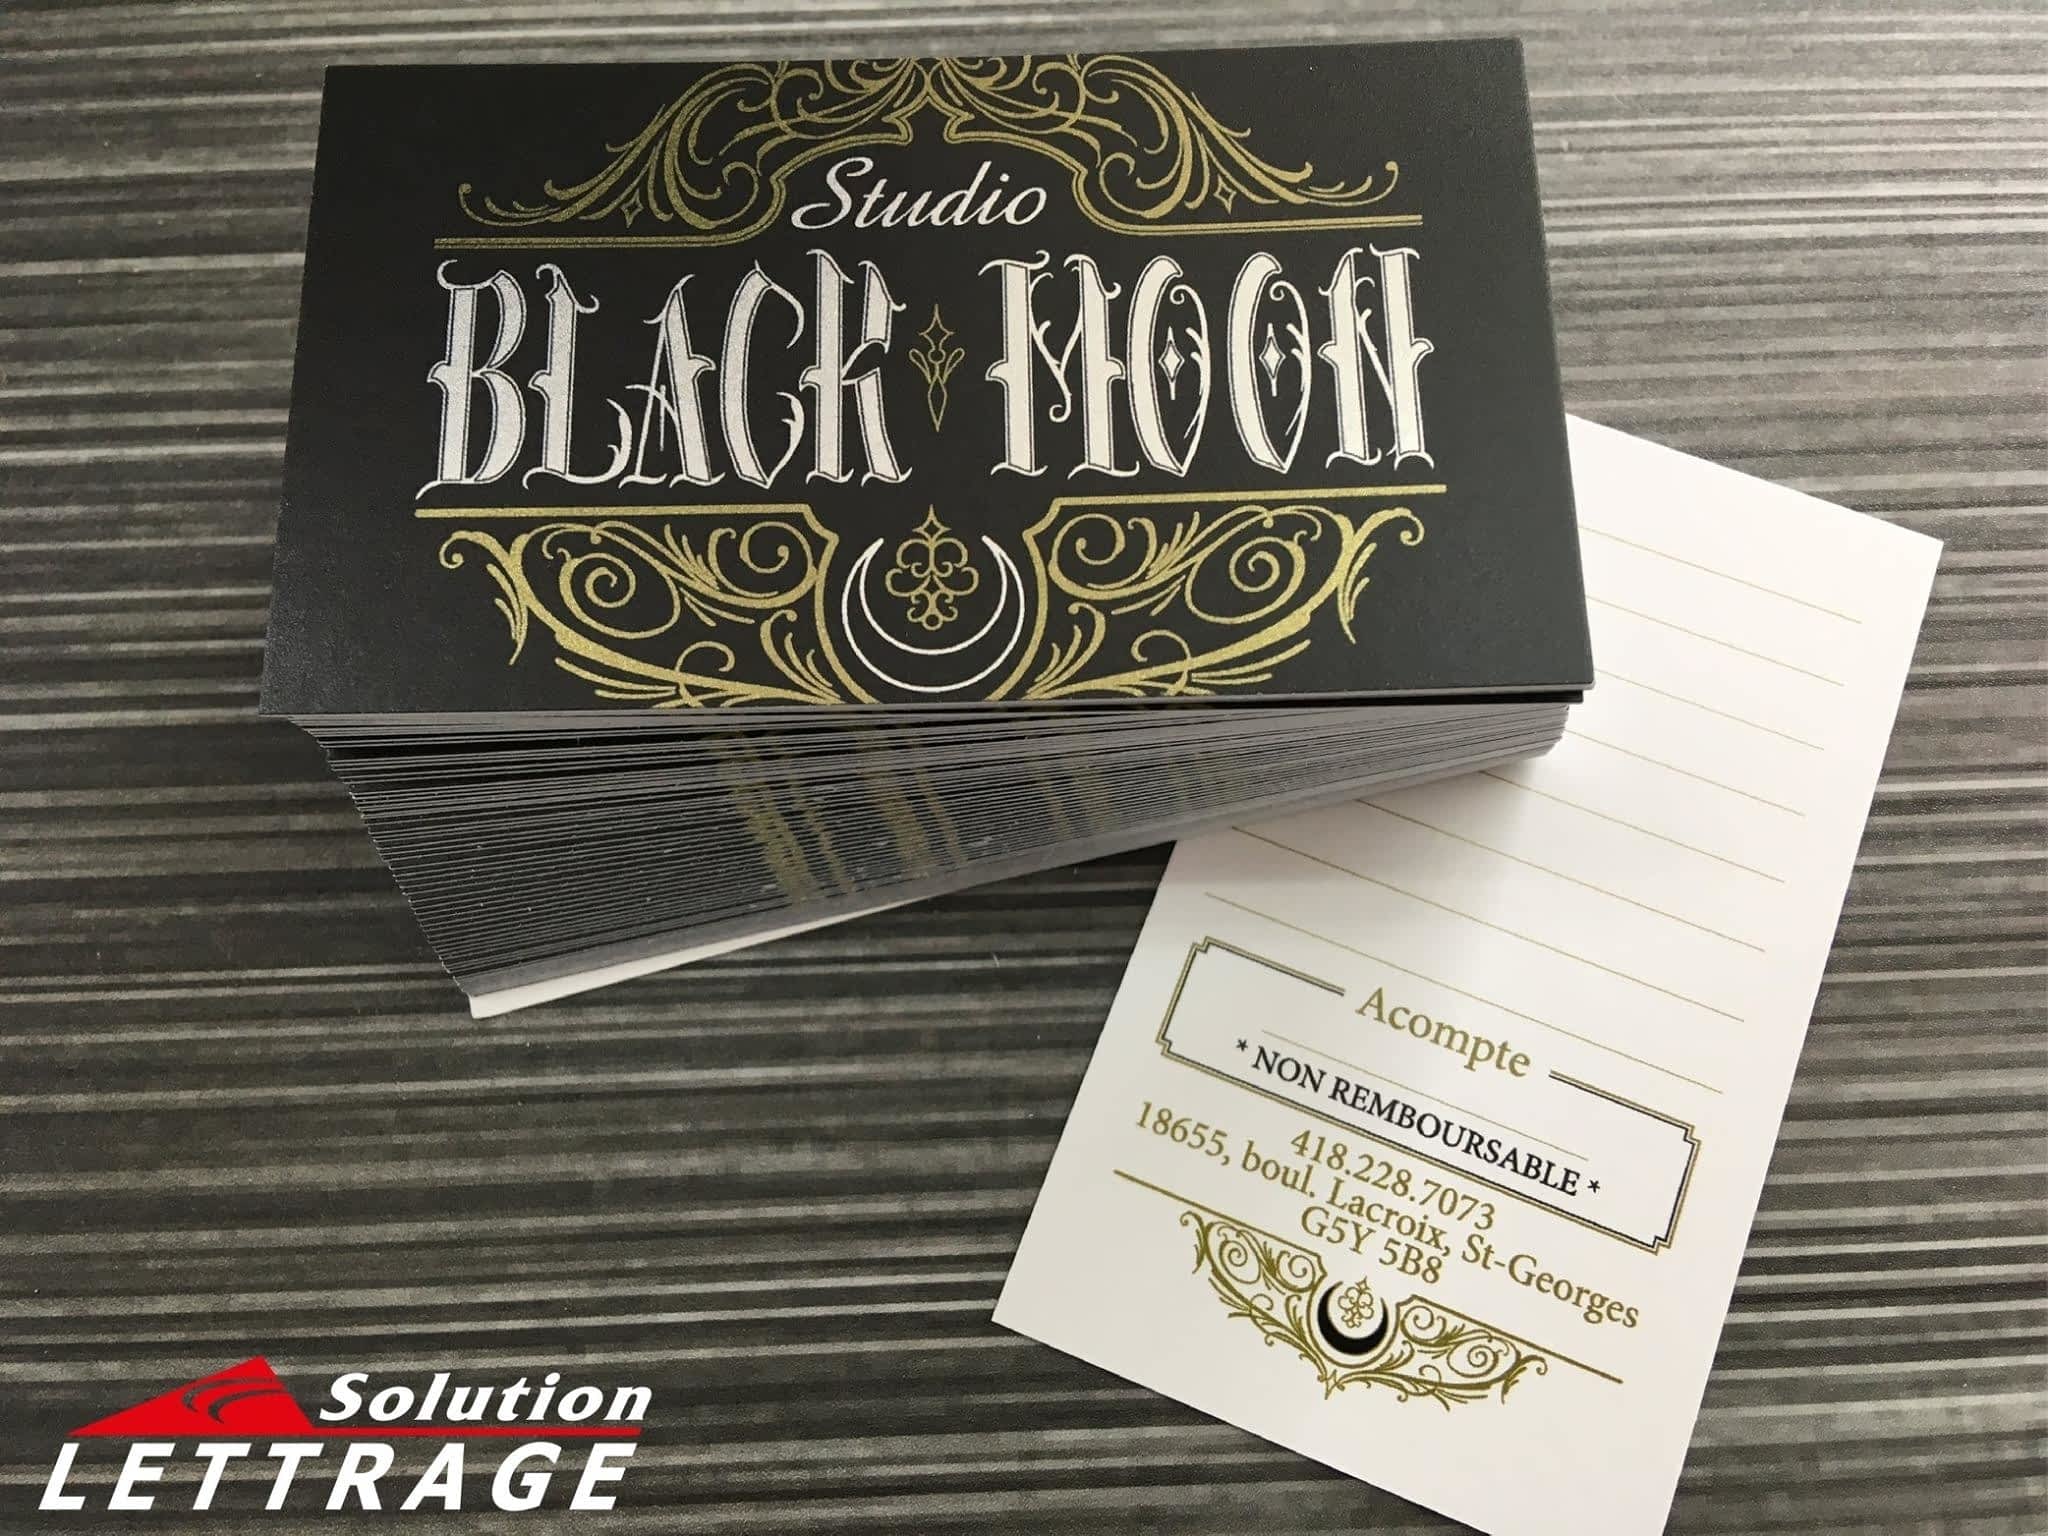 Studio
BLACK MOON
Acompte
* NON REMBOURSABLE *
418.228.7073
18655, boul. Lacroix, St-Georges
G5Y 5B8
Solution
LETTRAGE